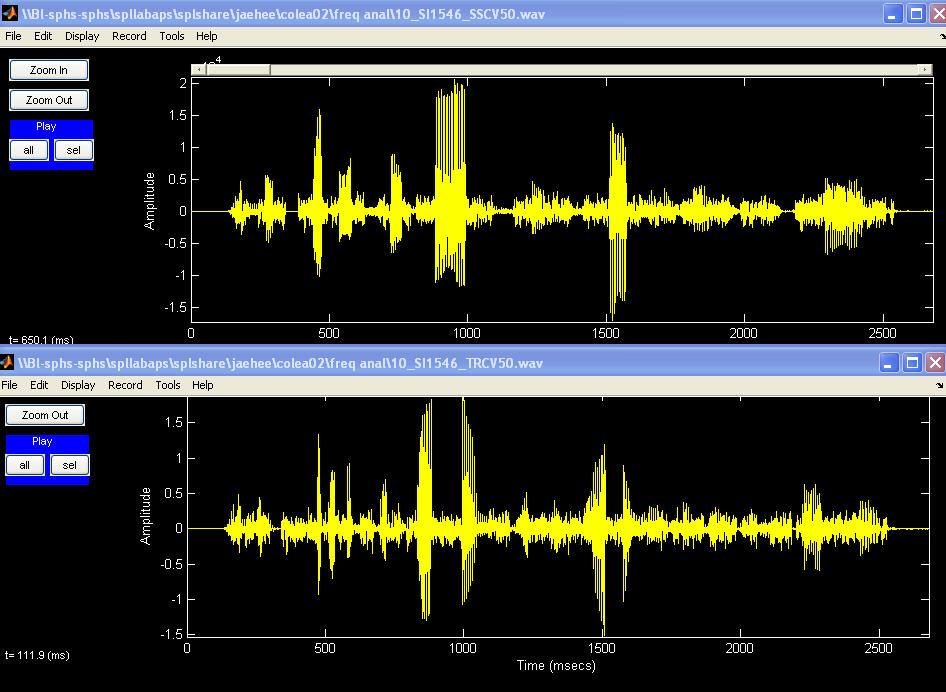 \\Bl-sphs-sphs\spllabaps\splshare\jaehee\colea02\freq anal\10_SI1546_SSCV50.wav
File Edit Display Record Tools Help
Zoom In
Zoom Out
Play
all sel
2
1.5
1
0.5
0
-0.5
-1
-1.5
Amplitude
0 500 1000 1500 2000 2500
t= 650.1 (ms)
\\Bl-sphs-sphs\spllabaps\splshare\jaehee\colea02\freq anal\10_SI1546_TRCV50.wav
File Edit Display Record Tools Help
Zoom Out
Play
all sel
1.5
1
0.5
0
-0.5
-1
-1.5
Amplitude
0 500 1000 1500 2000 2500
Time (msecs)
t= 111.9 (ms)